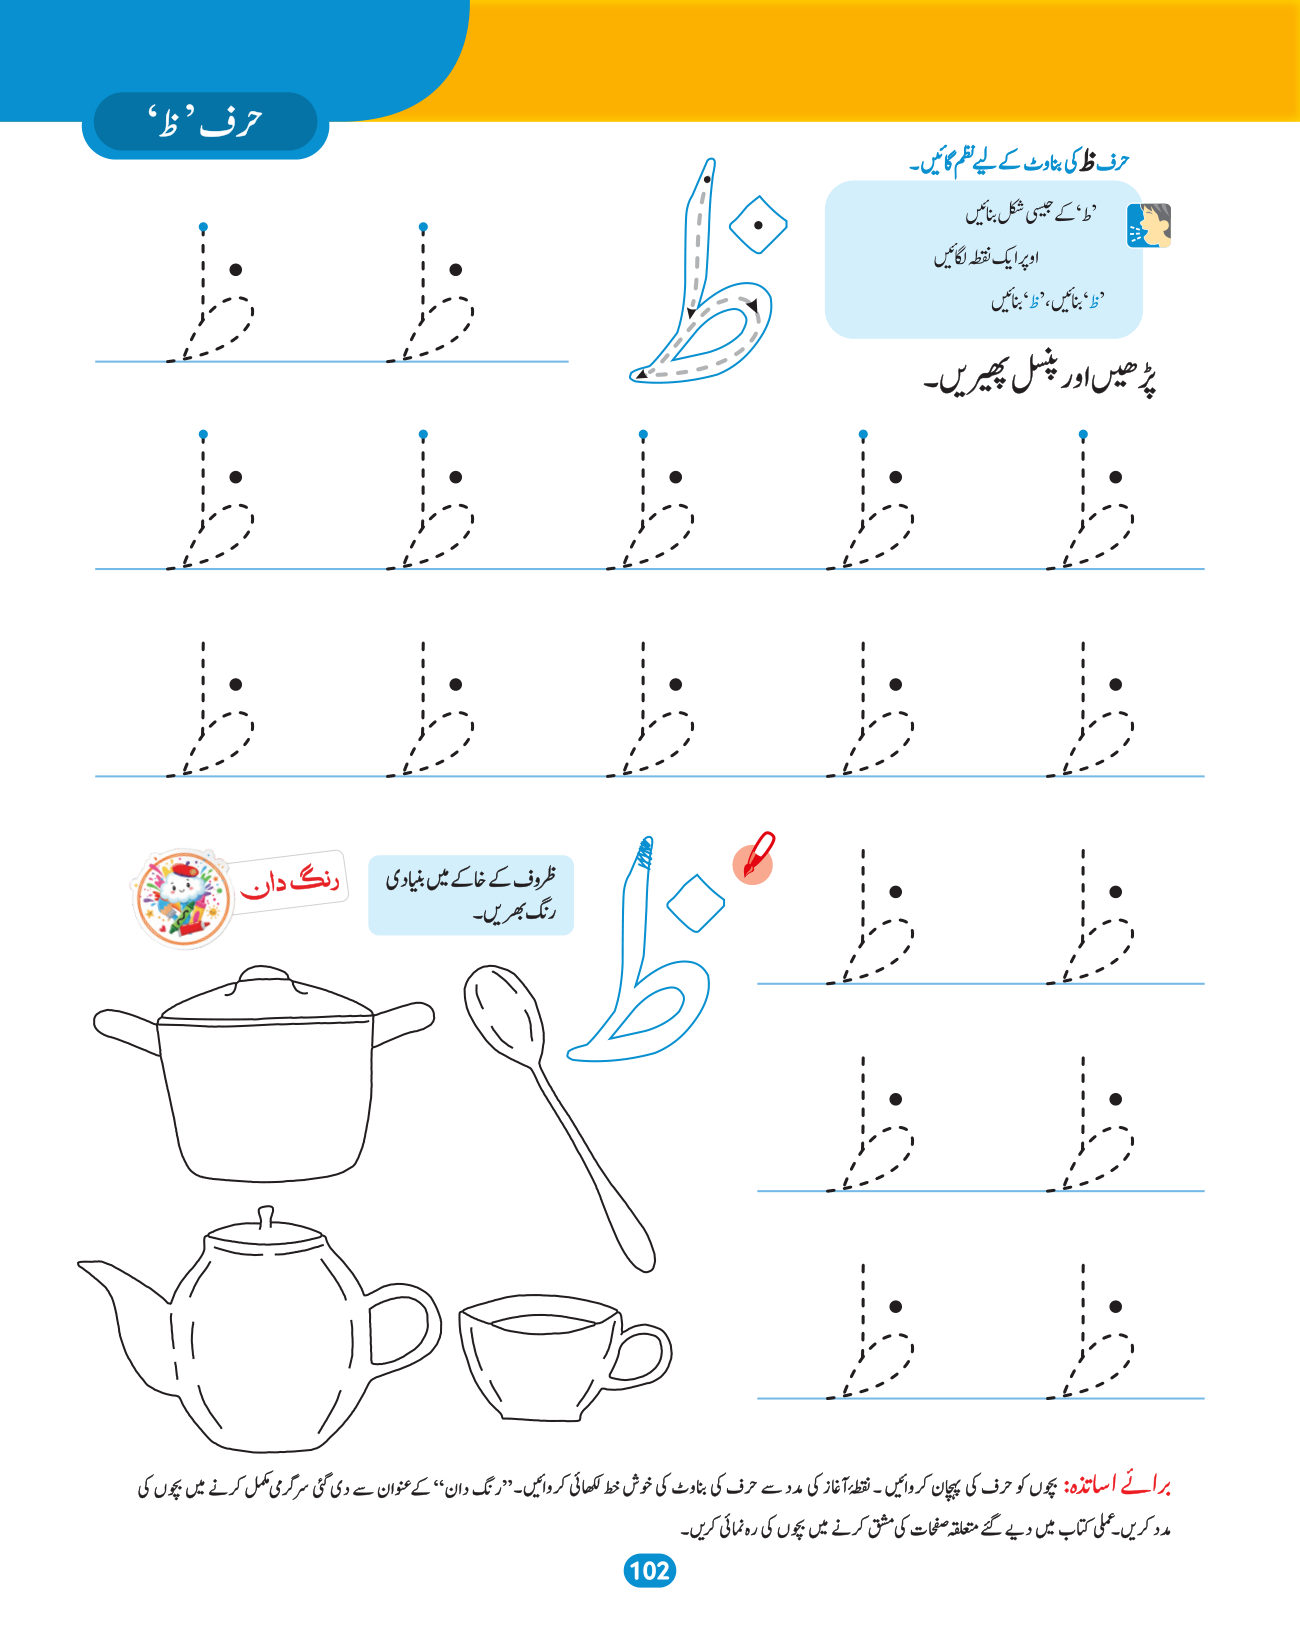 حرف ’ظ‘
حرف ظ کی بناوٹ کے لیے نظم گائیں۔
’ط‘ کے جیسی شکل بنائیں
اوپر ایک نقطہ لگائیں
’ظ‘ بنائیں، ’ظ‘ بنائیں
پڑھیں اور پنسل پھیریں۔
ظ
ظ ظ
ظ ظ ظ ظ ظ
ظ ظ ظ ظ ظ
ظ ظ
ظ
ظروف کے خاکے میں بنیادی
رنگ بھریں۔
رنگ دان
ظ ظ
ظ ظ
برائے اساتذہ: بچوں کو حرف کی پہچان کروائیں۔ نقطۂ آغاز کی مدد سے حرف کی بناوٹ کی خوش خط لکھائی کروائیں۔ ”رنگ دان“ کے عنوان سے دی گئی سرگرمی مکمل کرنے میں بچوں کی
مدد کریں۔ عملی کتاب میں دیے گئے متعلقہ صفحات کی مشق کرنے میں بچوں کی رہ نمائی کریں۔
102